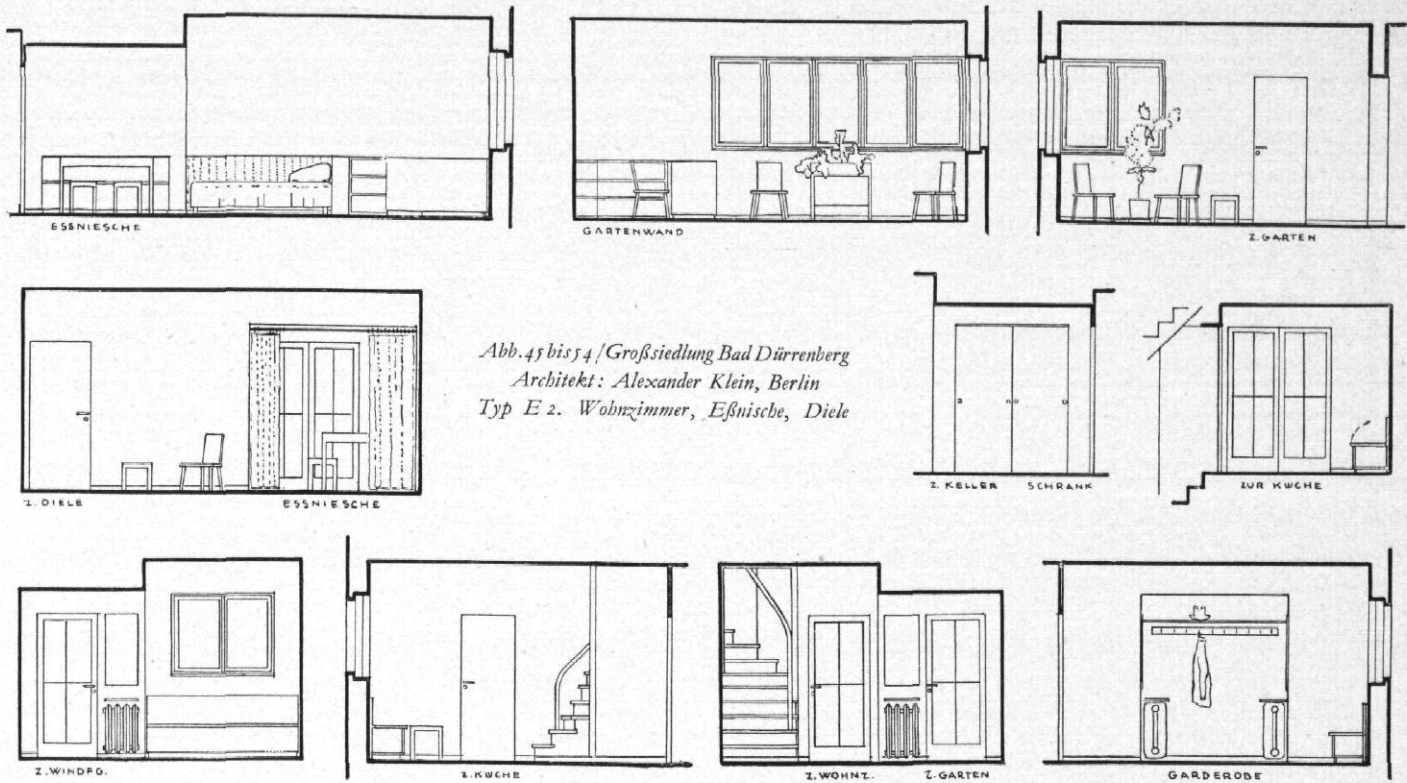 ESSNIESCHE
GARTENWAND
Z. GARTEN
Z. DIELE
ESSNIESCHE
Abb. 45 bis 54 / Großsiedlung Bad Dürrenberg
Architekt: Alexander Klein, Berlin
Typ E 2. Wohnzimmer, Eßnische, Diele
Z. KELLER
SCHRANK
ZUR KUCHE
Z. WINDFG.
Z. KUCHE
Z. WOHNZ.
Z. GARTEN
GARDEROBE